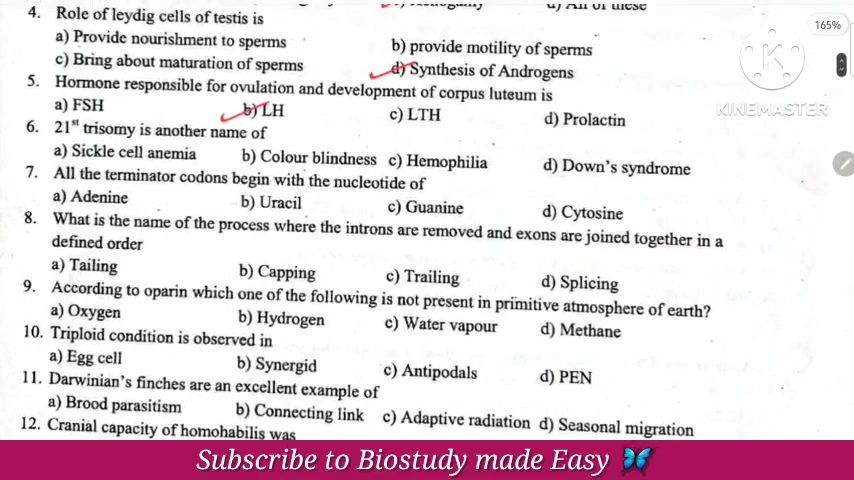 d) All of these
4. Role of leydig cells of testis is
a) Provide nourishment to sperms b) provide motility of sperms
c) Bring about maturation of sperms d) Synthesis of Androgens
5. Hormone responsible for ovulation and development of corpus luteum is
a) FSH b) LH c) LTH d) Prolactin
6. 21st trisomy is another name of
a) Sickle cell anemia b) Colour blindness c) Hemophilia d) Down's syndrome
7. All the terminator codons begin with the nucleotide of
a) Adenine b) Uracil c) Guanine d) Cytosine
8. What is the name of the process where the introns are removed and exons are joined together in a
defined order
a) Tailing b) Capping c) Trailing d) Splicing
9. According to oparin which one of the following is not present in primitive atmosphere of earth?
a) Oxygen b) Hydrogen c) Water vapour d) Methane
10. Triploid condition is observed in
a) Egg cell b) Synergid c) Antipodals d) PEN
11. Darwinian's finches are an excellent example of
a) Brood parasitism b) Connecting link c) Adaptive radiation d) Seasonal migration
12. Cranial capacity of homohabilis was
165%
K
KINEMASTER
Subscribe to Biostudy made Easy